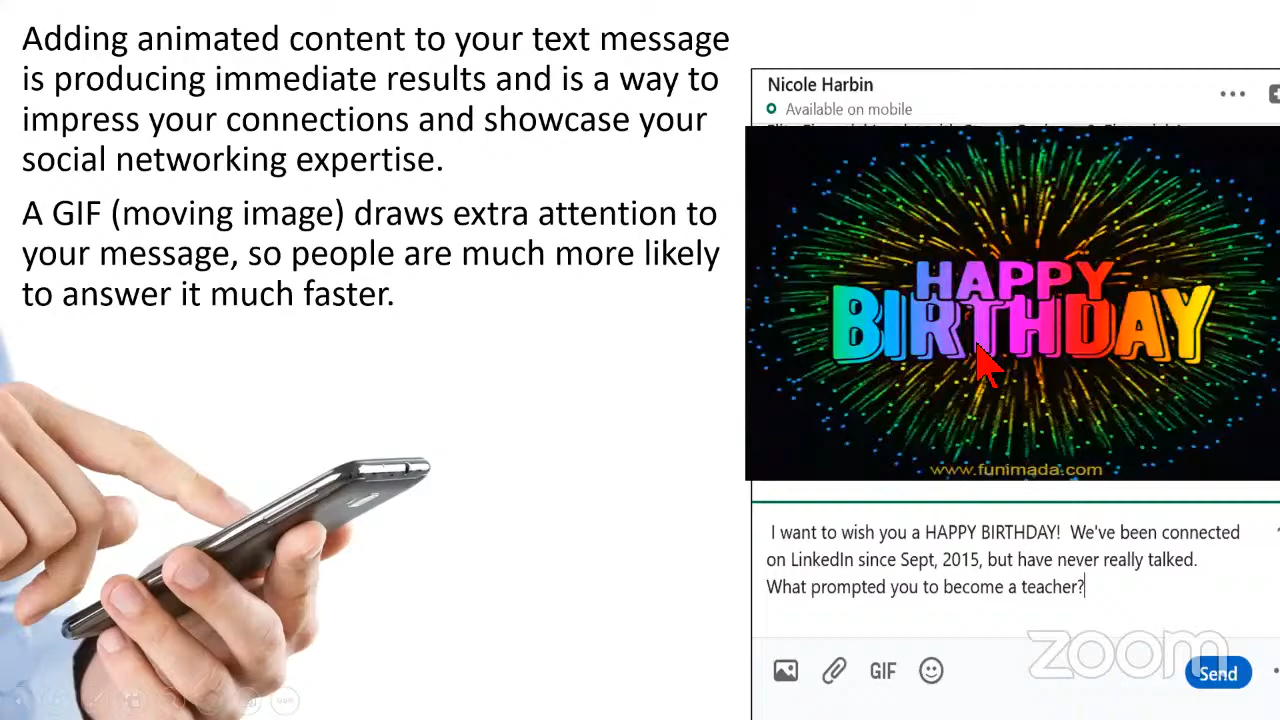 Adding animated content to your text message
is producing immediate results and is a way to
impress your connections and showcase your
social networking expertise.
A GIF (moving image) draws extra attention to
your message, so people are much more likely
to answer it much faster.
Nicole Harbin
Available on mobile
HAPPY
BIRTHDAY
www.funimada.com
I want to wish you a HAPPY BIRTHDAY!  We've been connected
on LinkedIn since Sept, 2015, but have never really talked.
What prompted you to become a teacher?
zoom
GIF
Send